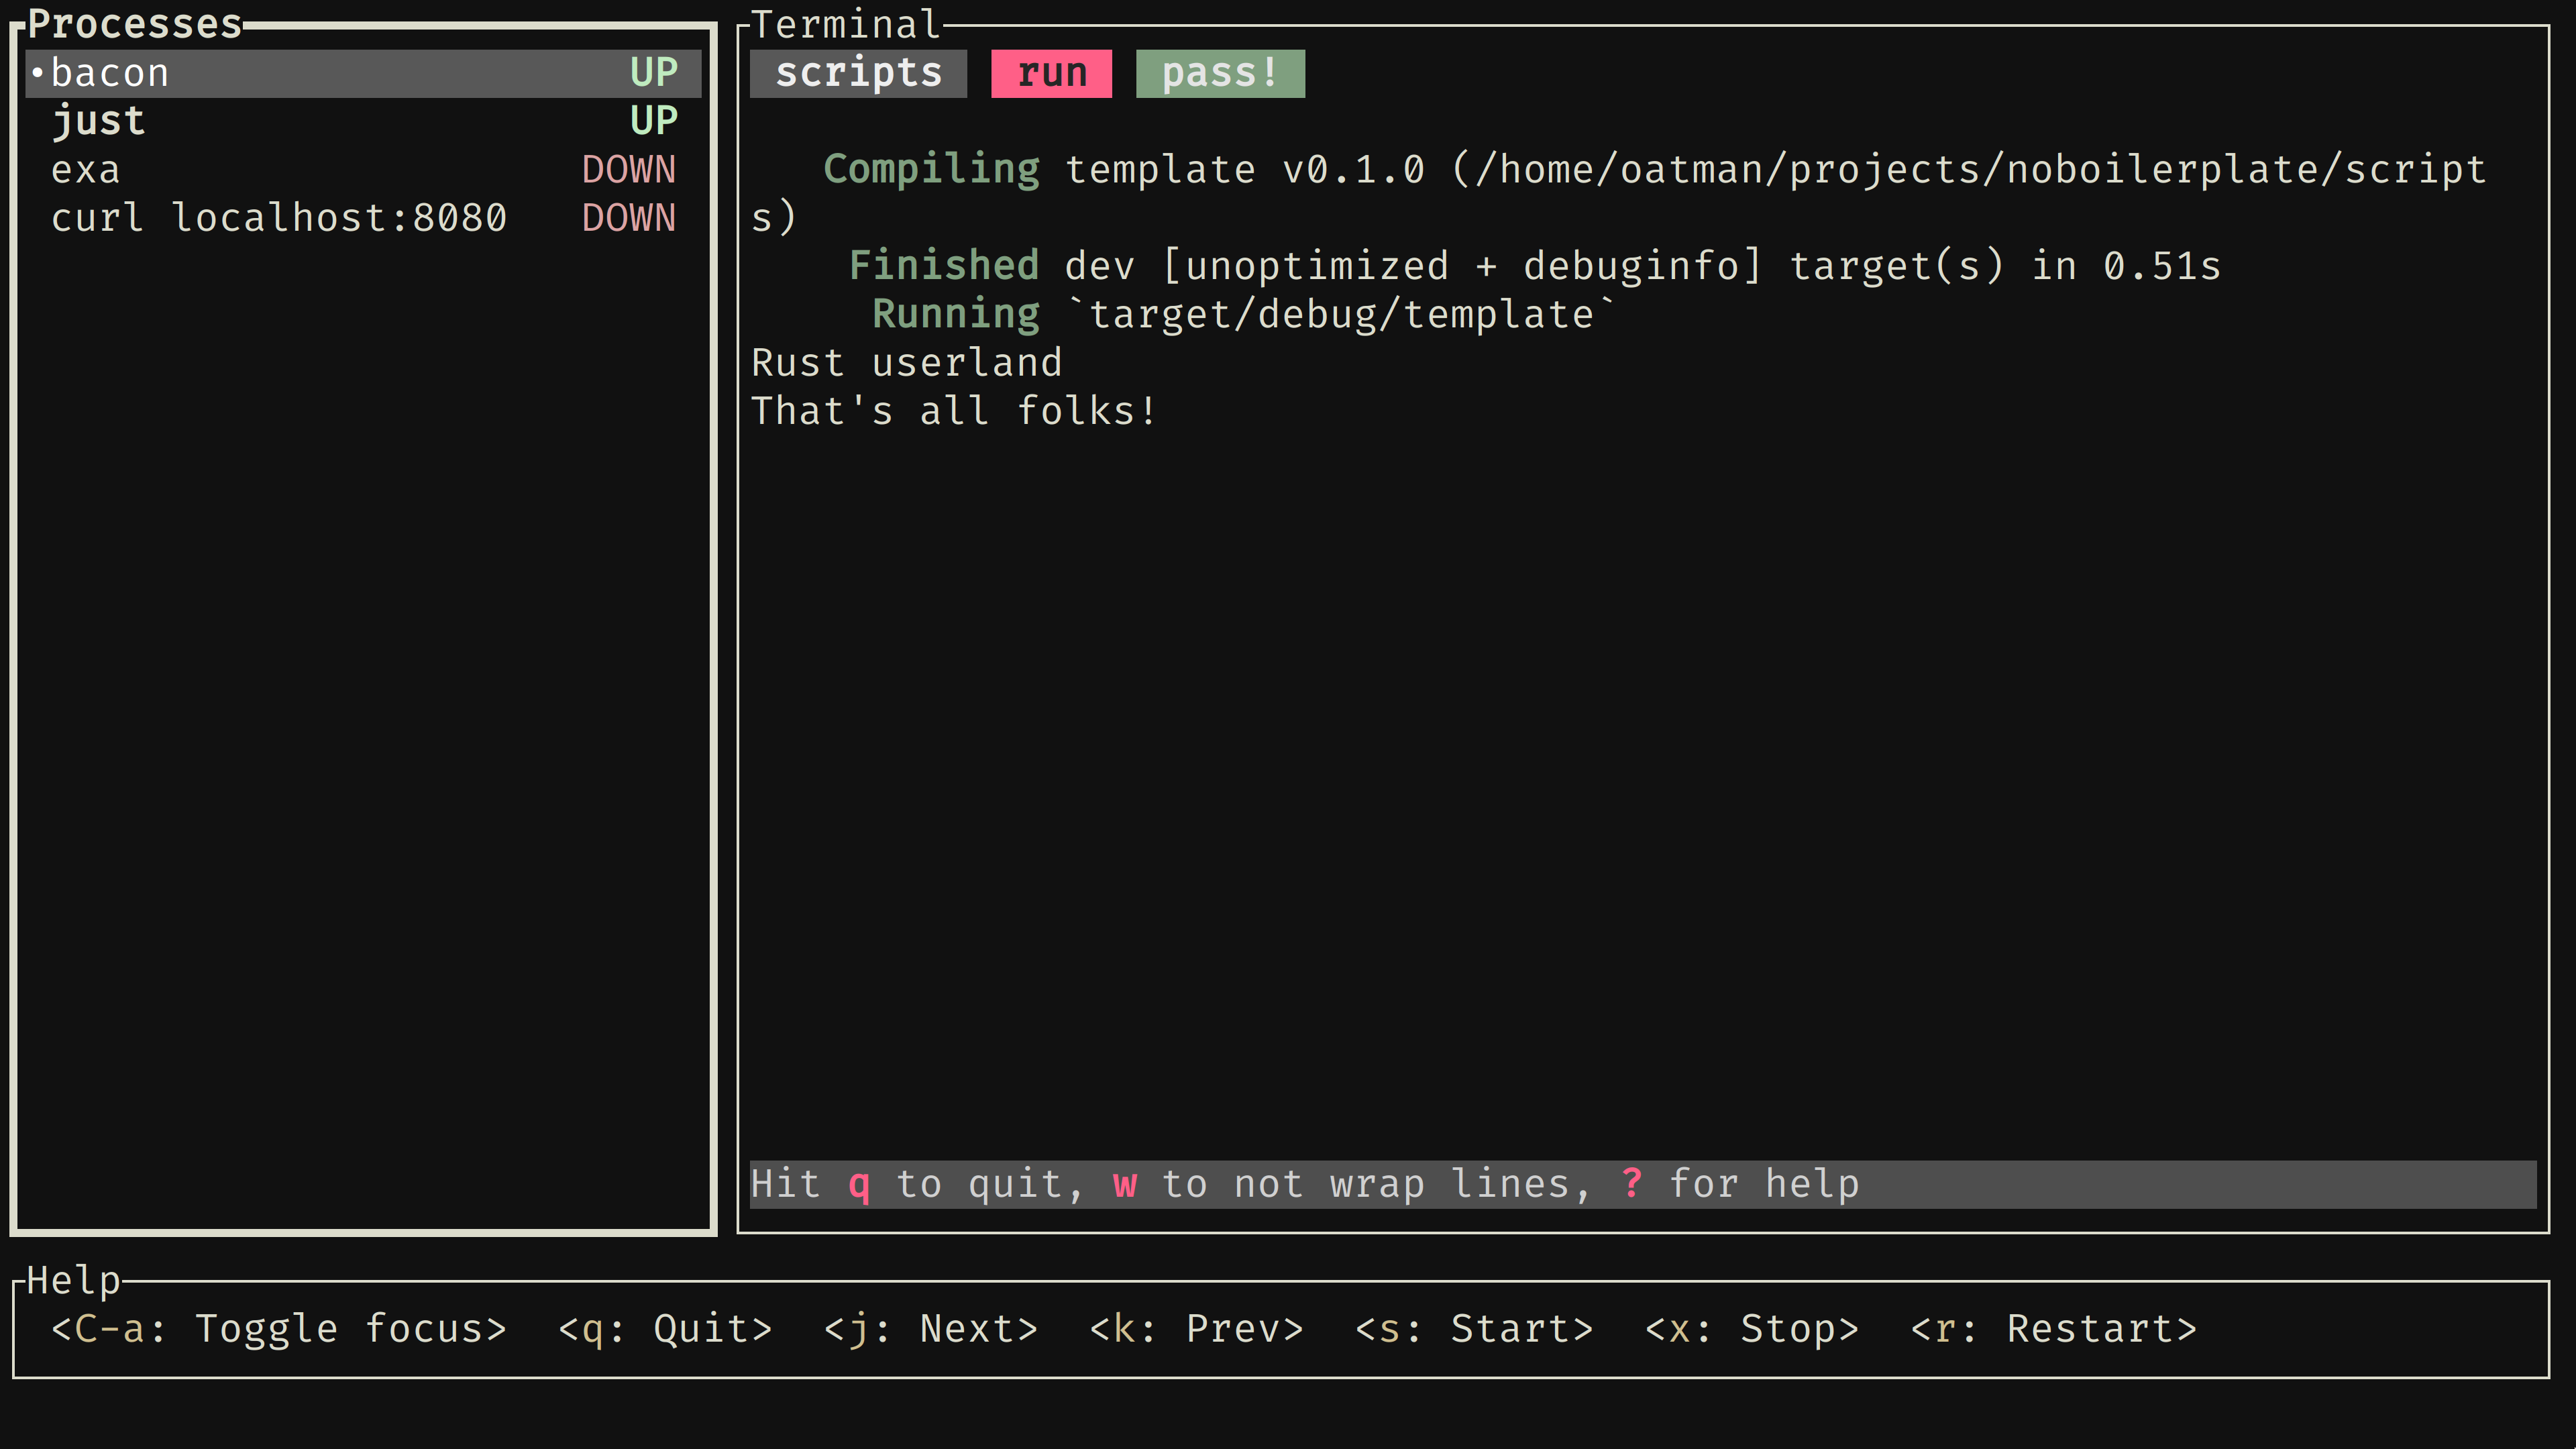 Processes
•bacon UP
just UP
exa DOWN
curl localhost:8080 DOWN
Terminal
scripts run pass!
Compiling template v0.1.0 (/home/oatman/projects/noboilerplate/script
s)
Finished dev [unoptimized + debuginfo] target(s) in 0.51s
Running `target/debug/template`
Rust userland
That's all folks!
Hit q to quit, w to not wrap lines, ? for help
Help
<C-a: Toggle focus> <q: Quit> <j: Next> <k: Prev> <s: Start> <x: Stop> <r: Restart>